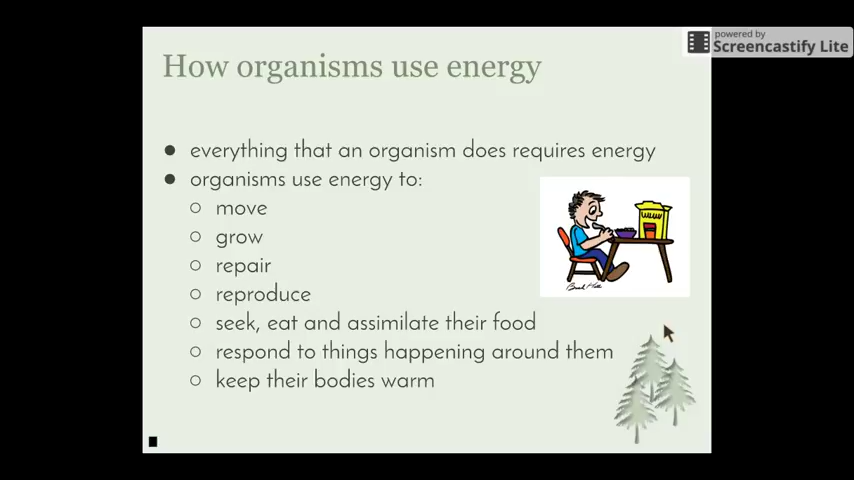 powered by
Screencastify Lite
How organisms use energy
● everything that an organism does requires energy
● organisms use energy to:
○ move
○ grow
○ repair
○ reproduce
○ seek, eat and assimilate their food
○ respond to things happening around them
○ keep their bodies warm